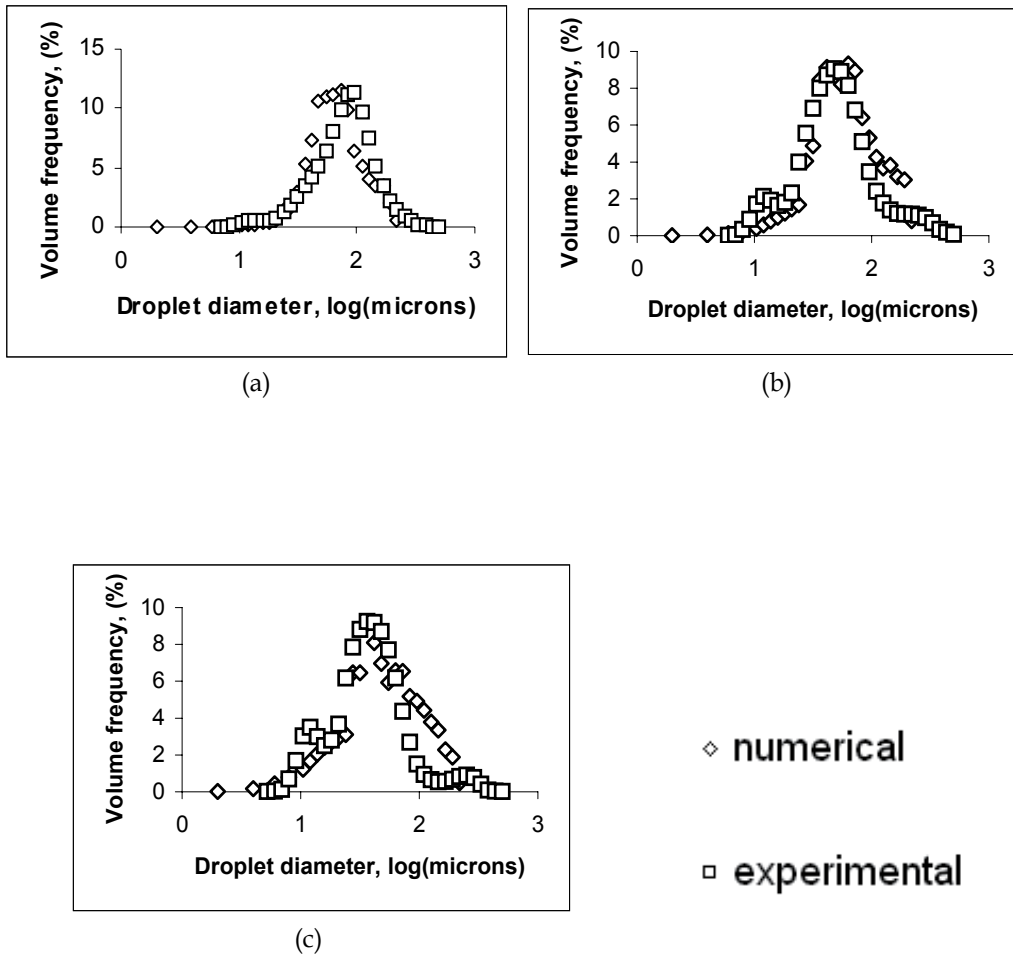 Volume frequency, (%)
15
10
5
0
0 1 2 3
Droplet diameter, log(microns)
(a)
Volume frequency, (%)
10
8
6
4
2
0
0 1 2 3
Droplet diameter, log(microns)
(b)
Volume frequency, (%)
10
8
6
4
2
0
0 1 2 3
Droplet diameter, log(microns)
(c)
numerical
experimental